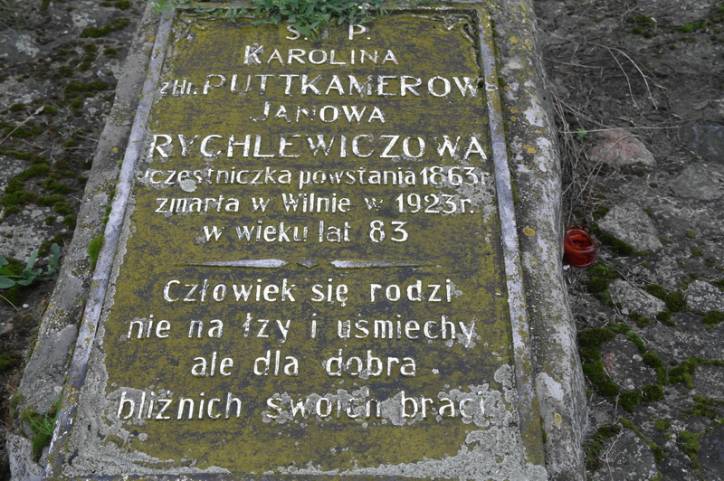 Ś. P.
KAROLINA
z hr. PUTTKAMERÓW
JANOWA
RYCHLEWICZOWA
uczestniczka powstania 1863 r.
zmarła w Wilnie w 1923 r.
w wieku lat 83
Człowiek się rodzi
nie na łzy i uśmiechy
ale dla dobra
bliźnich swoich braci